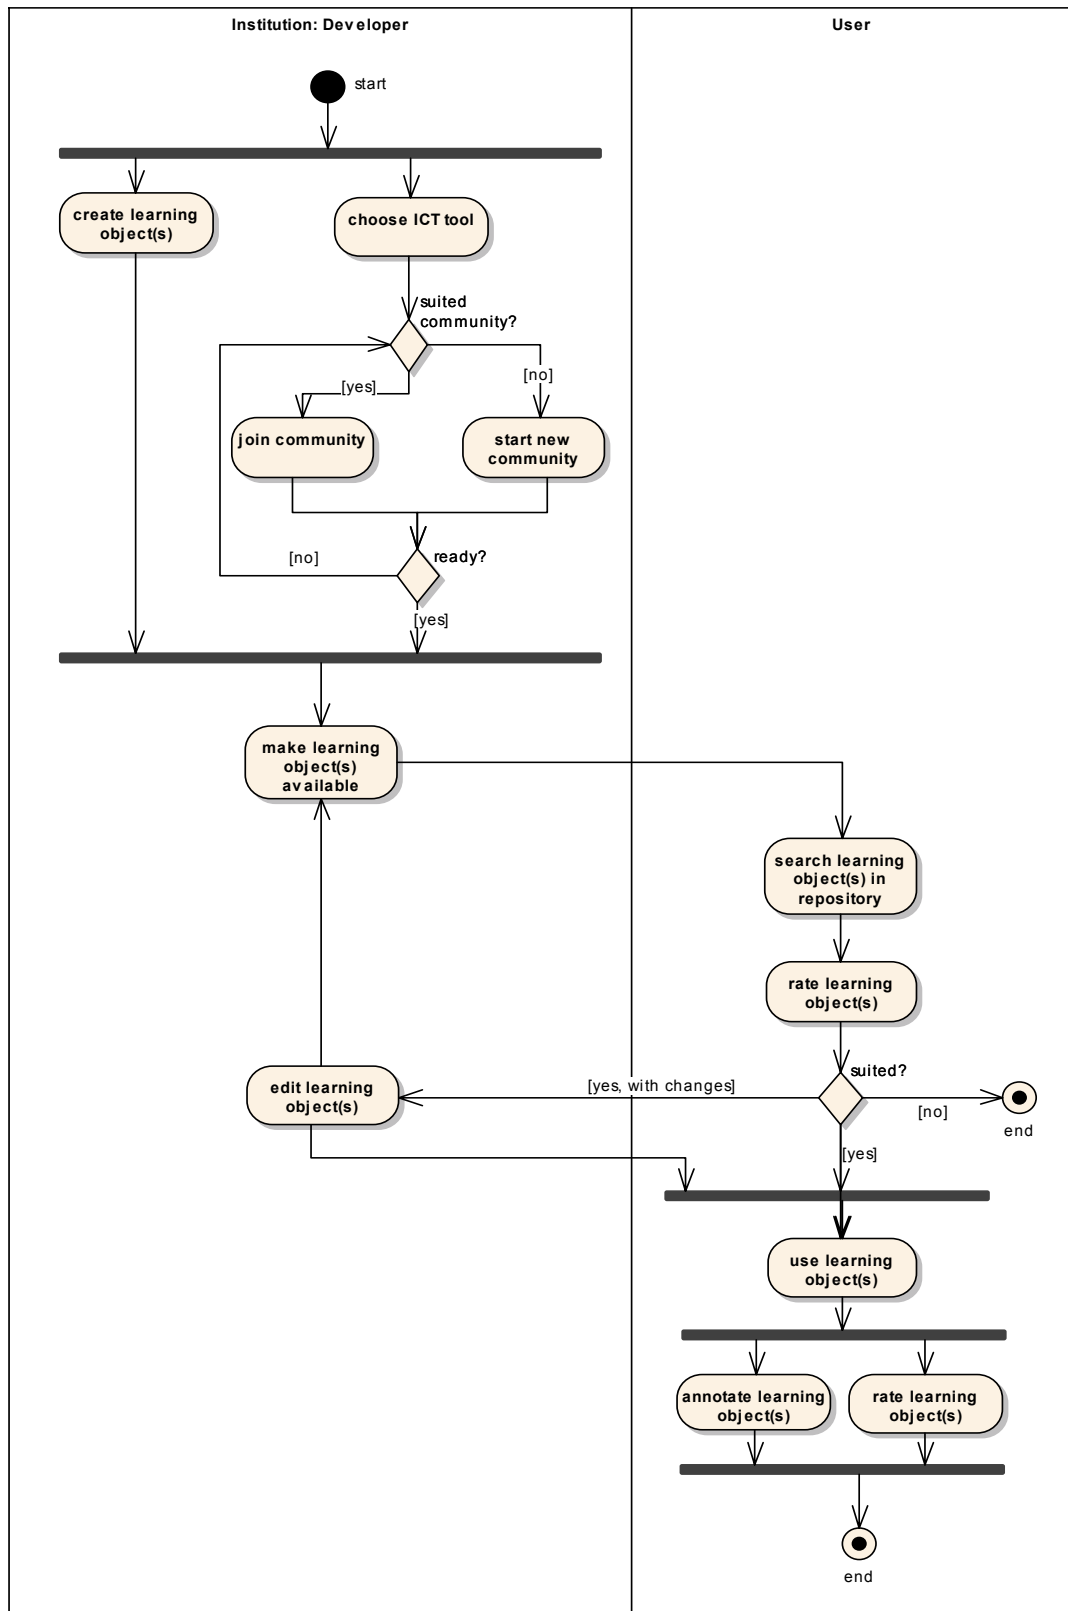 Institution: Developer
User
start
create learning
object(s)
choose ICT tool
suited
community?
[yes]
[no]
join community
start new
community
[no]
ready?
[yes]
make learning
object(s)
available
search learning
object(s) in
repository
rate learning
object(s)
suited?
[yes, with changes]
edit learning
object(s)
[no]
end
[yes]
use learning
object(s)
annotate learning
object(s)
rate learning
object(s)
end